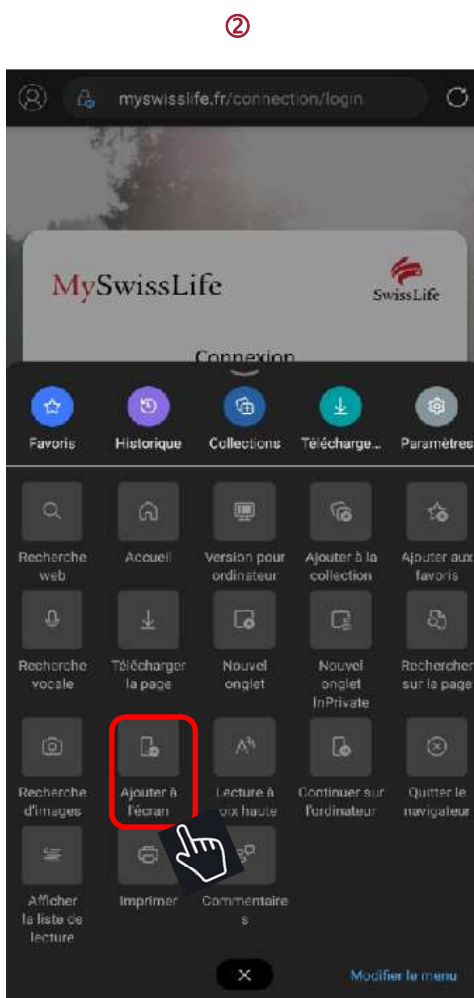 ②
myswisslife.fr/connection/login
MySwissLife
SwissLife
Connexion
Favoris
Historique
Collections
Télécharge...
Paramètres
Recherche
web
Accueil
Version pour
ordinateur
Ajouter à la
collection
Ajouter aux
favoris
Recherche
vocale
Télécharger
la page
Nouvel
onglet
Nouvel
onglet
InPrivate
Rechercher
sur la page
Recherche
d'images
Ajouter à
l'écran
Lecture à
voix haute
Continuer sur
l'ordinateur
Quitter le
navigateur
Afficher
la liste de
lecture
Imprimer
Commentaire
s
Modifier le menu